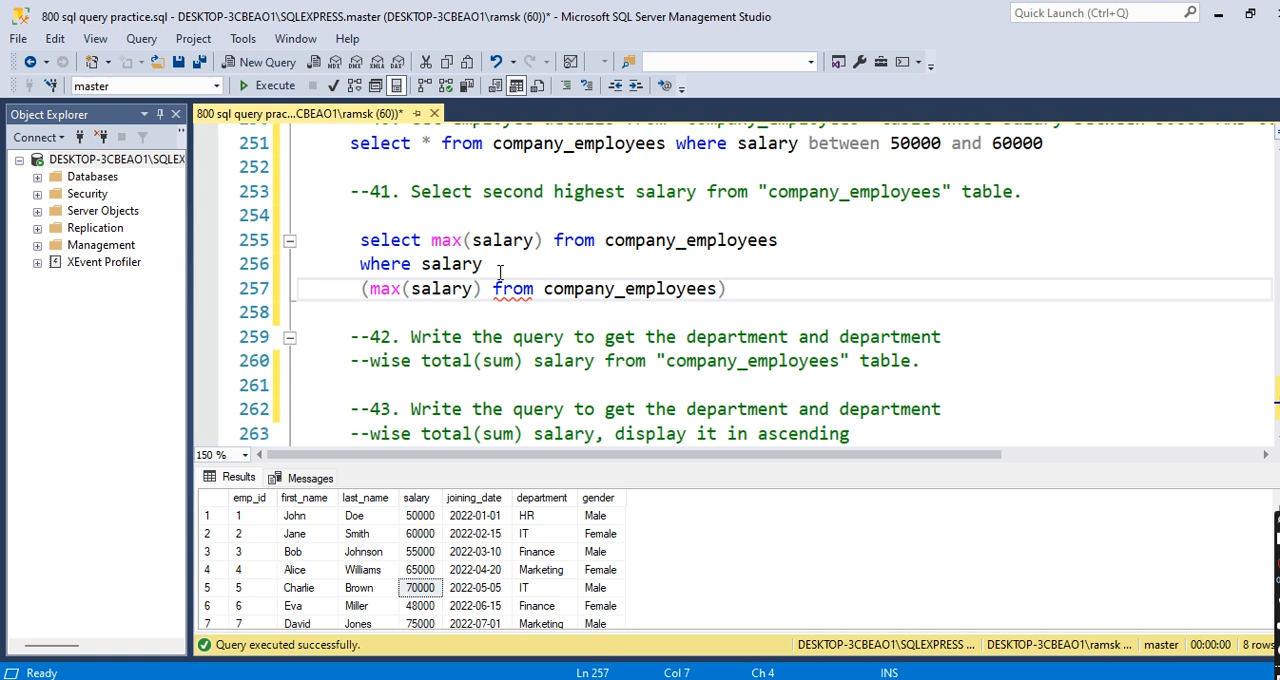 800 sql query practice.sql - DESKTOP-3CBEAO1\SQLEXPRESS.master (DESKTOP-3CBEAO1\ramsk (60))* - Microsoft SQL Server Management Studio
Quick Launch (Ctrl+Q)
File Edit View Query Project Tools Window Help
New Query
master Execute
Object Explorer
800 sql query prac...CBEAO1\ramsk (60))*
Connect
DESKTOP-3CBEAO1\SQLEX
Databases
Security
Server Objects
Replication
Management
XEvent Profiler
251 select * from company_employees where salary between 50000 and 60000
252
253 --41. Select second highest salary from "company_employees" table.
254
255 select max(salary) from company_employees
256 where salary
257 (max(salary) from company_employees)
258
259 --42. Write the query to get the department and department
260 --wise total(sum) salary from "company_employees" table.
261
262 --43. Write the query to get the department and department
263 --wise total(sum) salary, display it in ascending
150 %
Results Messages
emp_id first_name last_name salary joining_date department gender
1 1 John Doe 50000 2022-01-01 HR Male
2 2 Jane Smith 60000 2022-02-15 IT Female
3 3 Bob Johnson 55000 2022-03-10 Finance Male
4 4 Alice Williams 65000 2022-04-20 Marketing Female
5 5 Charlie Brown 70000 2022-05-05 IT Male
6 6 Eva Miller 48000 2022-06-15 Finance Female
7 7 David Jones 75000 2022-07-01 Marketing Male
Query executed successfully. DESKTOP-3CBEAO1\SQLEXPRESS ... DESKTOP-3CBEAO1\ramsk ... master 00:00:00 8 rows
Ready Ln 257 Col 7 Ch 4 INS